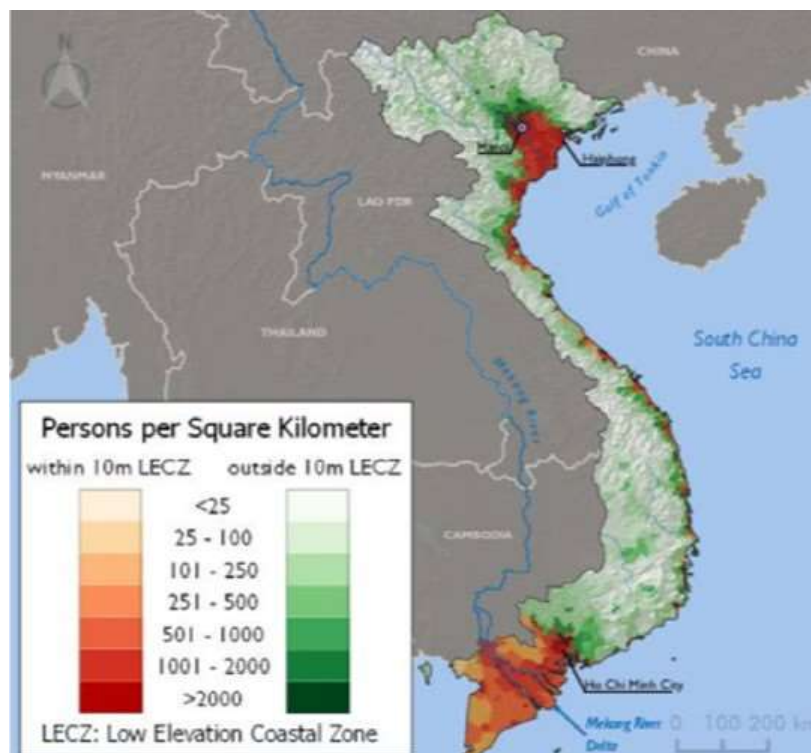 N
CHINA
MYANMAR
Hanoi
Haiphong
Gulf of Tonkin
LAO PDR
THAILAND
South China
Sea
Mekong River
Persons per Square Kilometer
within 10m LECZ outside 10m LECZ
<25
25 - 100
101 - 250
251 - 500
501 - 1000
1001 - 2000
>2000
LECZ: Low Elevation Coastal Zone
CAMBODIA
Ho Chi Minh City
Mekong River
Delta
0 100 200 km